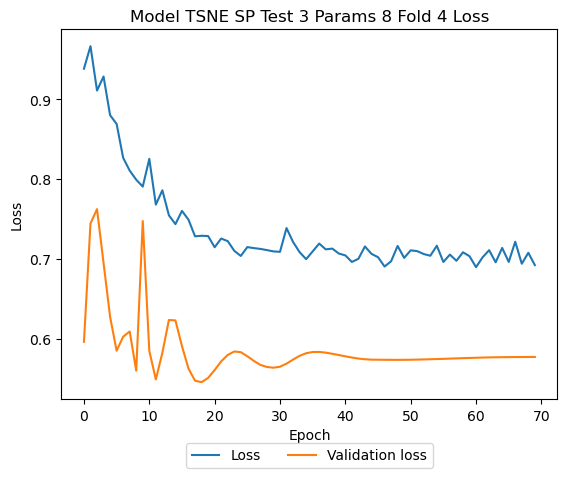 Model TSNE SP Test 3 Params 8 Fold 4 Loss
0.9
0.8
0.7
0.6
Loss
0 10 20 30 40 50 60 70
Epoch
Loss Validation loss